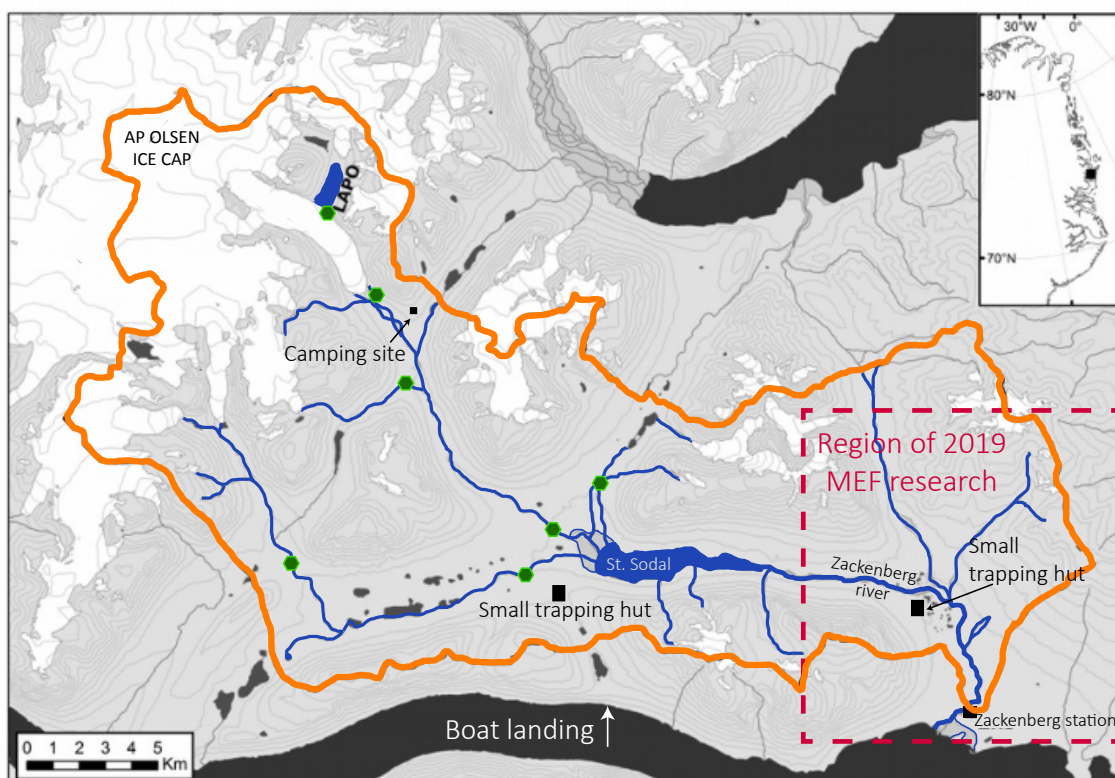 30°W 0°
80°N
70°N
AP OLSEN
ICE CAP
LAPO
Camping site
Region of 2019
MEF research
Small
trapping hut
St. Sodal
Zackenberg
river
Small trapping hut
Zackenberg station
Boat landing
0 1 2 3 4 5
Km